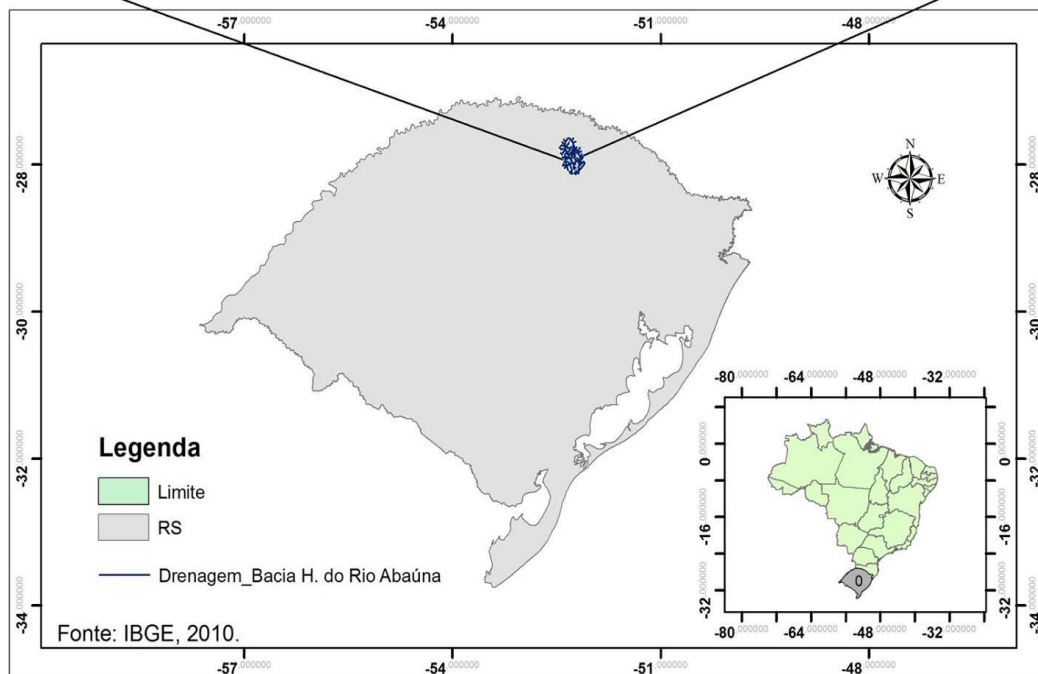 -57,000000 -54,000000 -51,000000 -48,000000
-28,000000
-30,000000
-32,000000
-34,000000
N
W E
S
-28,000000
-30,000000
-32,000000
-34,000000
Legenda
Limite
RS
Drenagem_Bacia H. do Rio Abaúna
Fonte: IBGE, 2010.
-80,000000 -64,000000 -48,000000 -32,000000
0,000000
-16,000000
-32,000000
0
0,000000
-16,000000
-32,000000
-80,000000 -64,000000 -48,000000 -32,000000
-57,000000 -54,000000 -51,000000 -48,000000